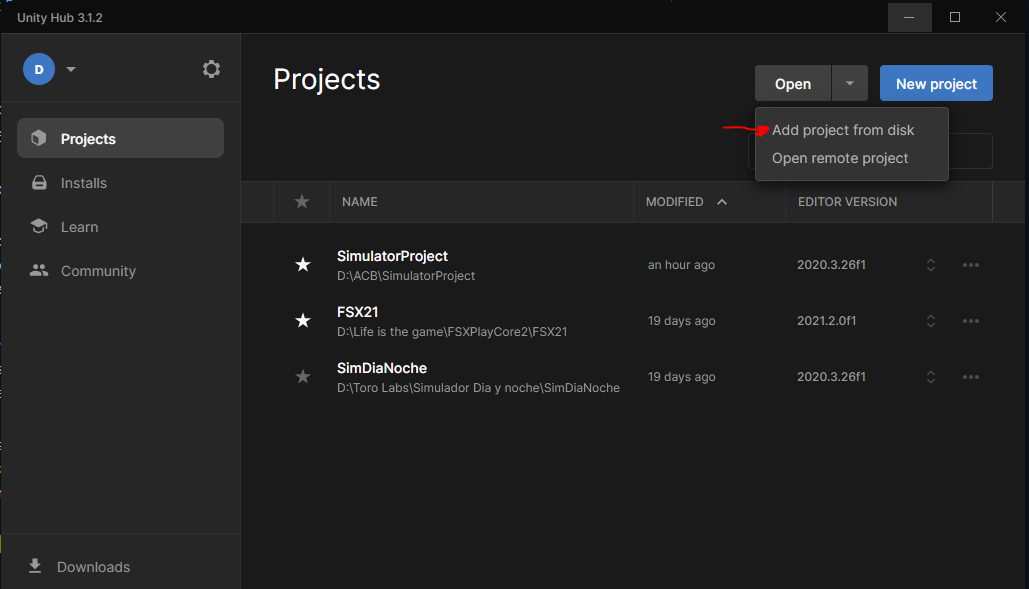 Unity Hub 3.1.2
D
Projects
Installs
Learn
Community
Downloads
Projects
Open
New project
Add project from disk
Open remote project
NAME
MODIFIED
EDITOR VERSION
SimulatorProject
D:\ACB\SimulatorProject
an hour ago
2020.3.26f1
FSX21
D:\Life is the game\FSXPlayCore2\FSX21
19 days ago
2021.2.0f1
SimDiaNoche
D:\Toro Labs\Simulador Dia y noche\SimDiaNoche
19 days ago
2020.3.26f1